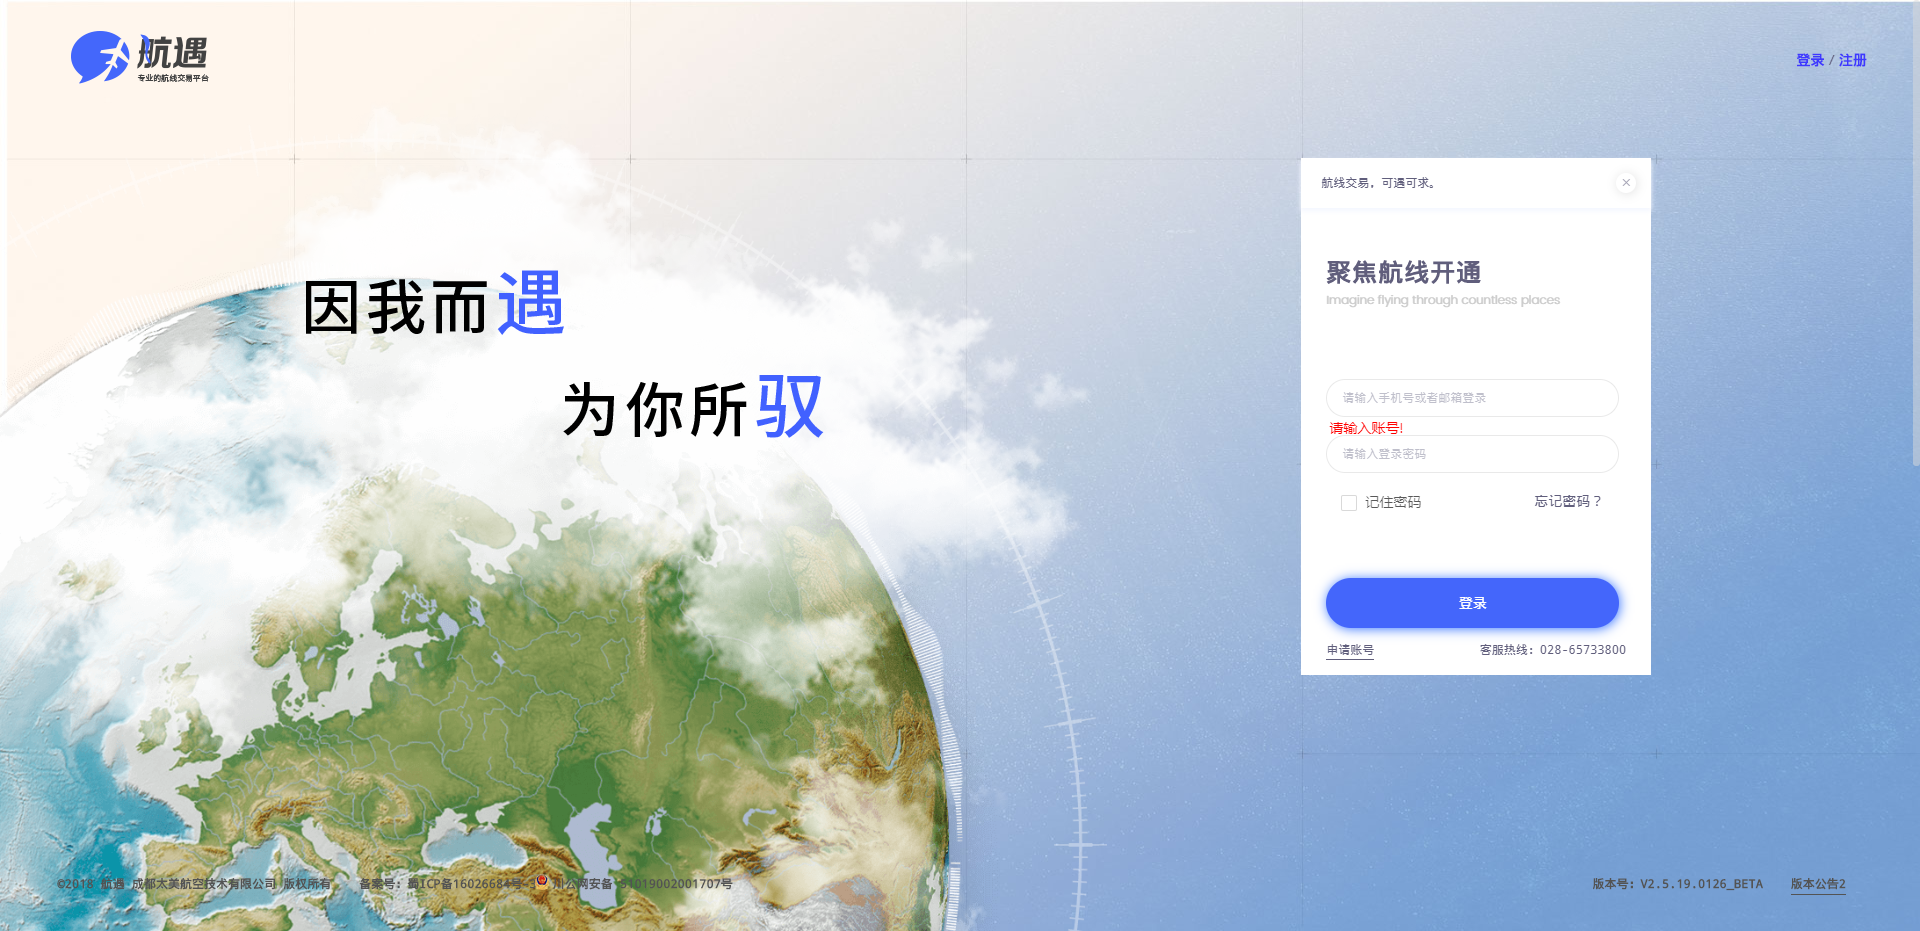 航遇
专业的航线交易平台
登录 / 注册
因我而遇
为你所驭
航线交易，可遇可求。
聚焦航线开通
Imagine flying through countless places
请输入手机号或者邮箱登录
请输入账号!
请输入登录密码
记住密码
忘记密码？
登录
申请账号
客服热线: 028-65733800
©2018 航遇 成都太美航空技术有限公司 版权所有
备案号: 蜀ICP备16026684号-3
川公网安备 51019002001707号
版本号: V2.5.19.0126_BETA
版本公告2